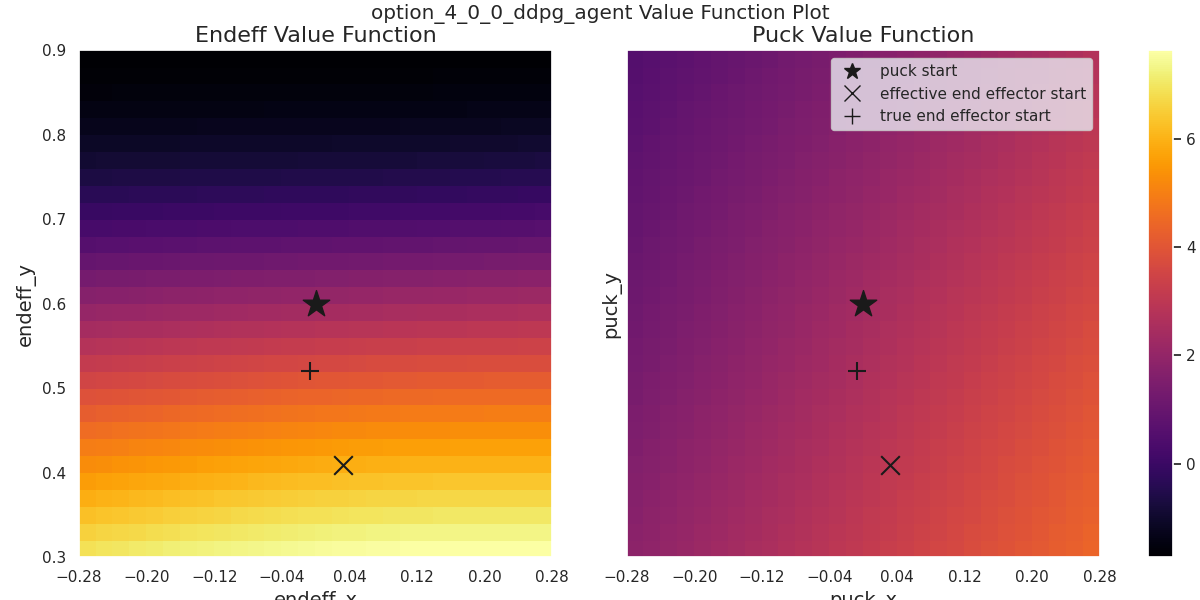 option_4_0_0_ddpg_agent Value Function Plot
Endeff Value Function
Puck Value Function
puck start
effective end effector start
true end effector start
0.9
0.8
0.7
0.6
0.5
0.4
0.3
endeff_y
puck_y
6
4
2
0
−0.28 −0.20 −0.12 −0.04 0.04 0.12 0.20 0.28
−0.28 −0.20 −0.12 −0.04 0.04 0.12 0.20 0.28
endeff_x
puck_x